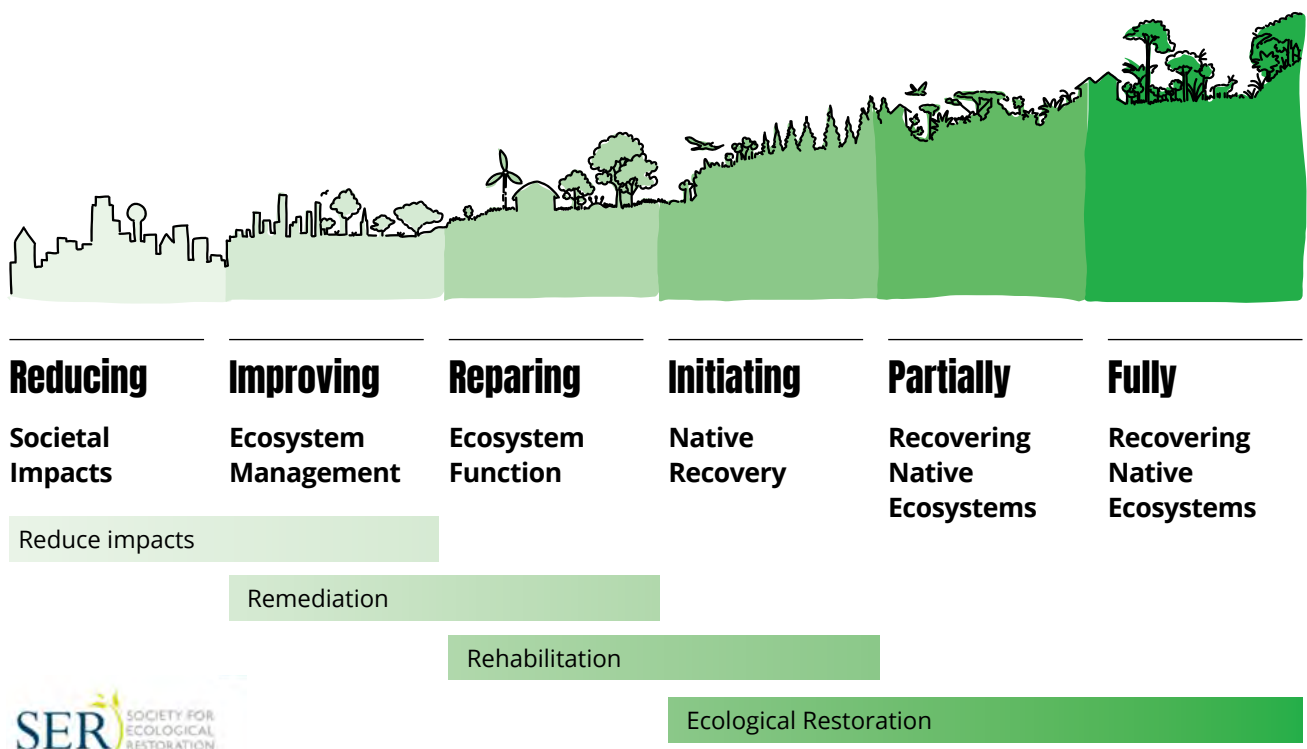 Reducing
Societal
Impacts
Improving
Ecosystem
Management
Reparing
Ecosystem
Function
Initiating
Native
Recovery
Partially
Recovering
Native
Ecosystems
Fully
Recovering
Native
Ecosystems
Reduce impacts
Remediation
Rehabilitation
Ecological Restoration
SER
SOCIETY FOR
ECOLOGICAL
RESTORATION